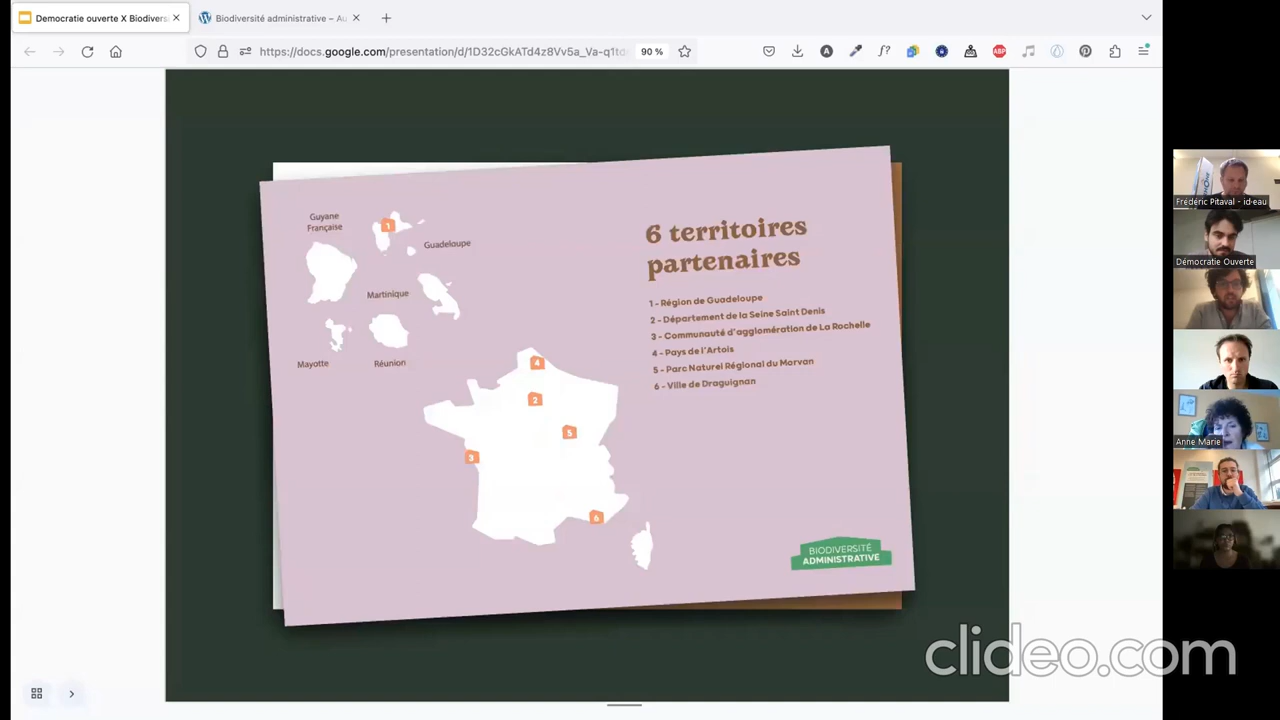 Democratie ouverte X Biodivers
Biodiversité administrative – Au
https://docs.google.com/presentation/d/1D32cGkATd4z8Vv5a_Va-q1td
90 %
A
f?
ABP
Guyane
Française
1
Guadeloupe
Martinique
Mayotte
Réunion
4
2
5
3
6
6 territoires
partenaires
1 - Région de Guadeloupe
2 - Département de la Seine Saint Denis
3 - Communauté d'agglomération de La Rochelle
4 - Pays de l'Artois
5 - Parc Naturel Régional du Morvan
6 - Ville de Draguignan
BIODIVERSITÉ
ADMINISTRATIVE
Frédéric Pitaval - id·eau
Démocratie Ouverte
Anne Marie
clideo.com